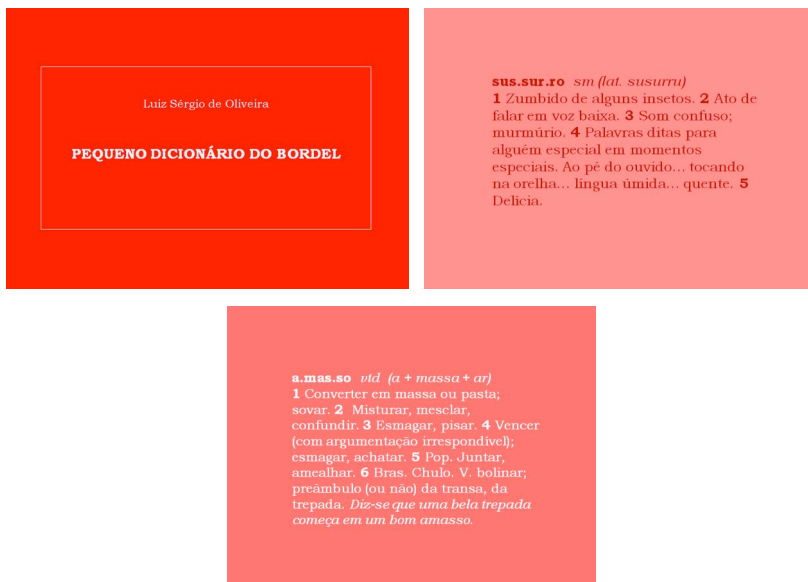 Luiz Sérgio de Oliveira
PEQUENO DICIONÁRIO DO BORDEL
sus.sur.ro sm (lat. susurru)
1 Zumbido de alguns insetos. 2 Ato de
falar em voz baixa. 3 Som confuso;
murmúrio. 4 Palavras ditas para
alguém especial em momentos
especiais. Ao pé do ouvido... tocando
na orelha... língua úmida... quente. 5
Delícia.
a.mas.so vtd (a + massa + ar)
1 Converter em massa ou pasta;
sovar. 2 Misturar, mesclar,
confundir. 3 Esmagar, pisar. 4 Vencer
(com argumentação irrespondível);
esmagar, achatar. 5 Pop. Juntar,
amealhar. 6 Bras. Chulo. V. bolinar;
preâmbulo (ou não) da transa, da
trepada. Diz-se que uma bela trepada
começa em um bom amasso.